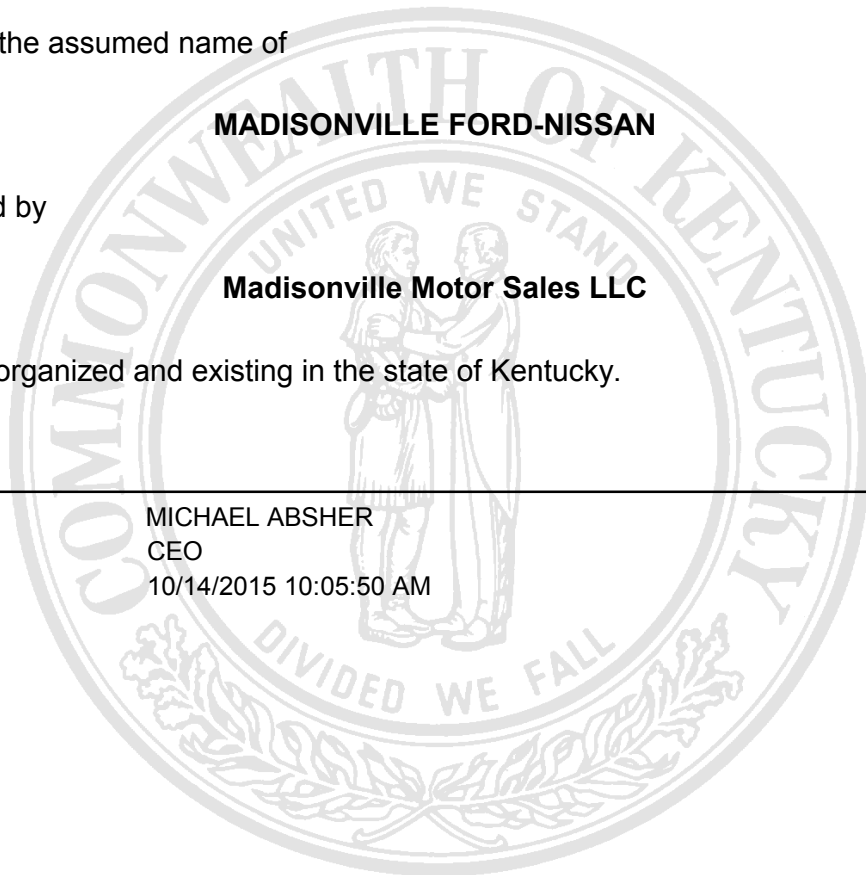 the assumed name of
MADISONVILLE FORD-NISSAN
d by
Madisonville Motor Sales LLC
organized and existing in the state of Kentucky.
MICHAEL ABSHER
CEO
10/14/2015 10:05:50 AM
COMMONWEALTH OF KENTUCKY
UNITED WE STAND
DIVIDED WE FALL